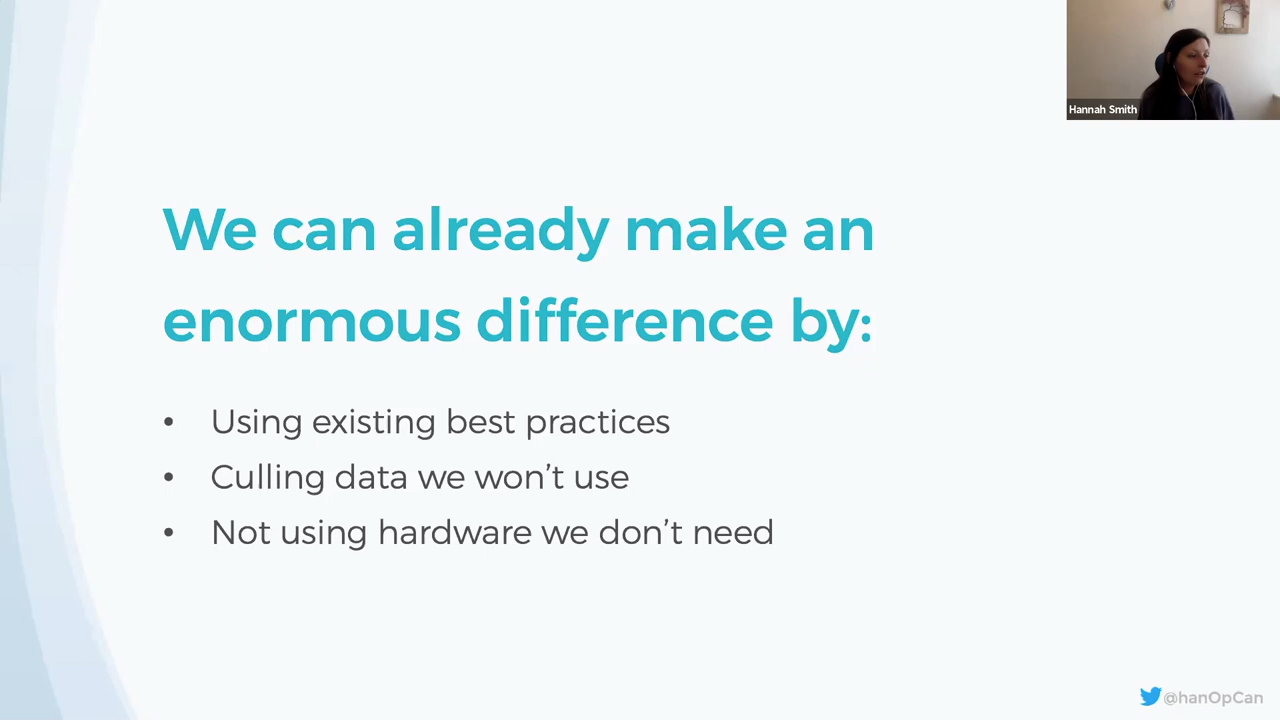 Hannah Smith
We can already make an
enormous difference by:
• Using existing best practices
• Culling data we won't use
• Not using hardware we don't need
@hanOpCan